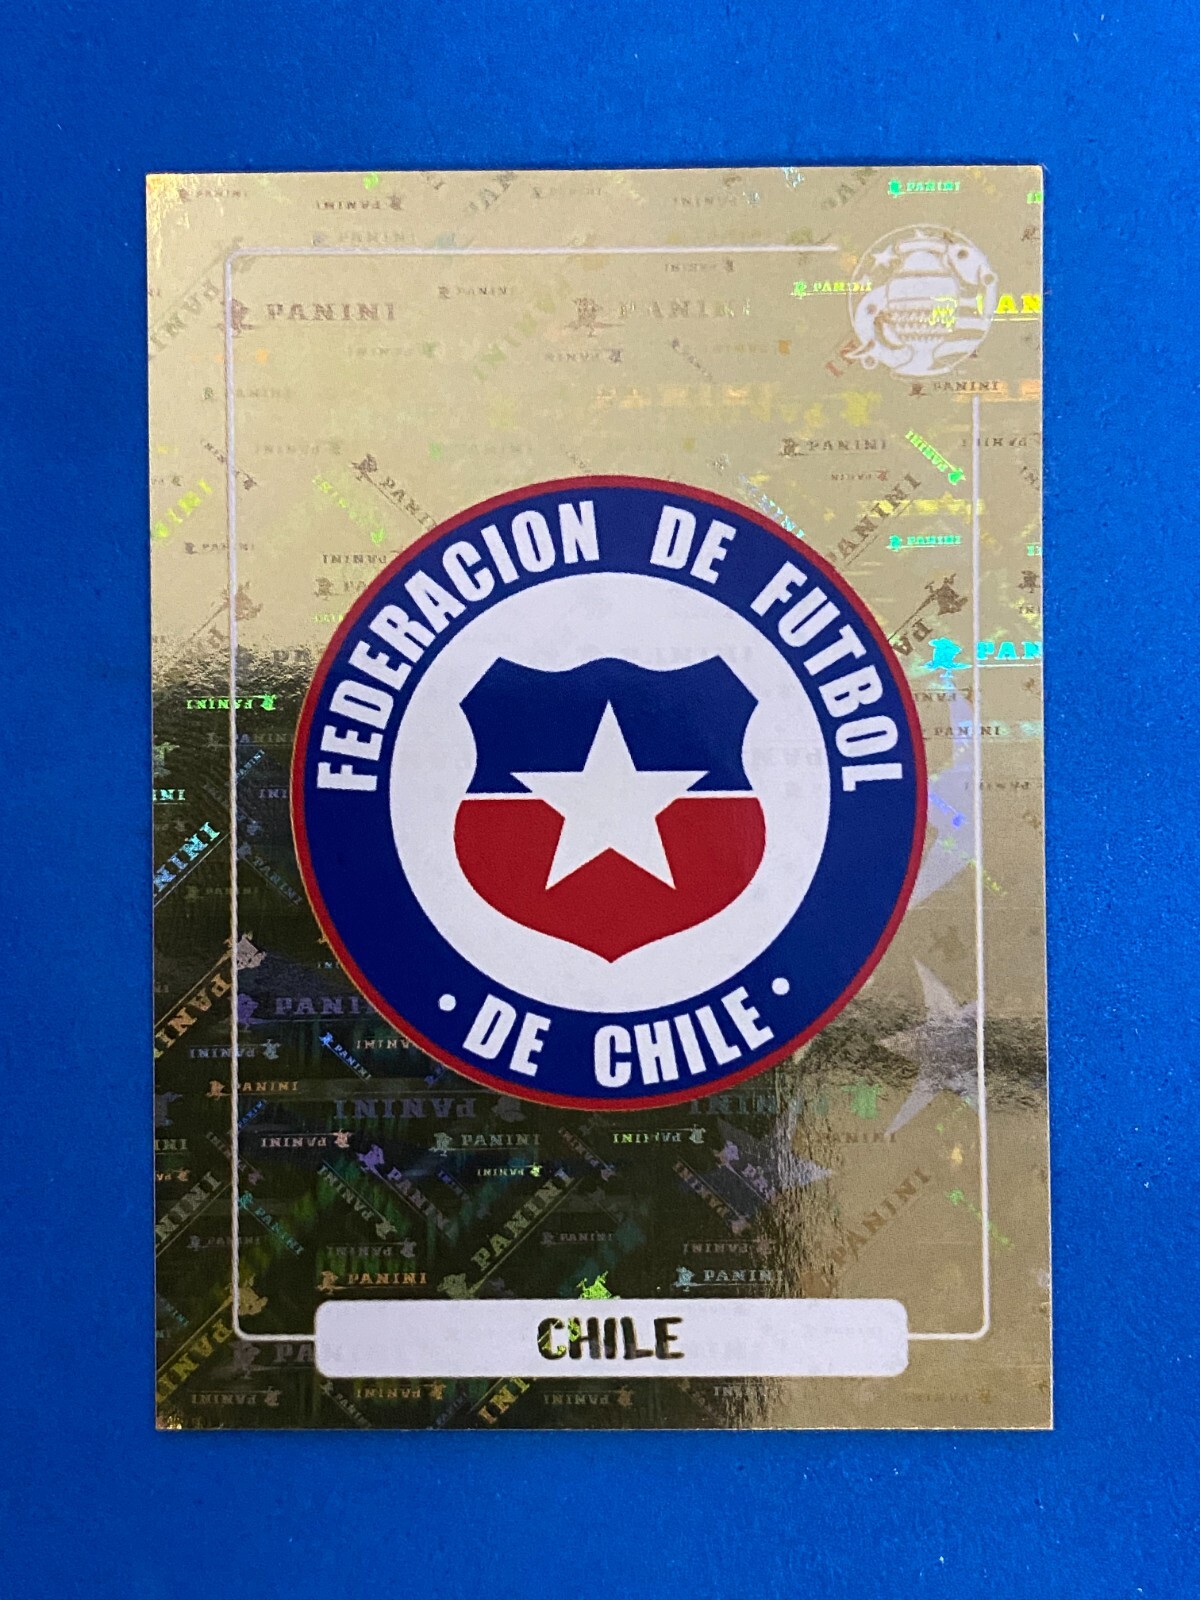 PANINI
FEDERACION DE FUTBOL
DE CHILE
CHILE